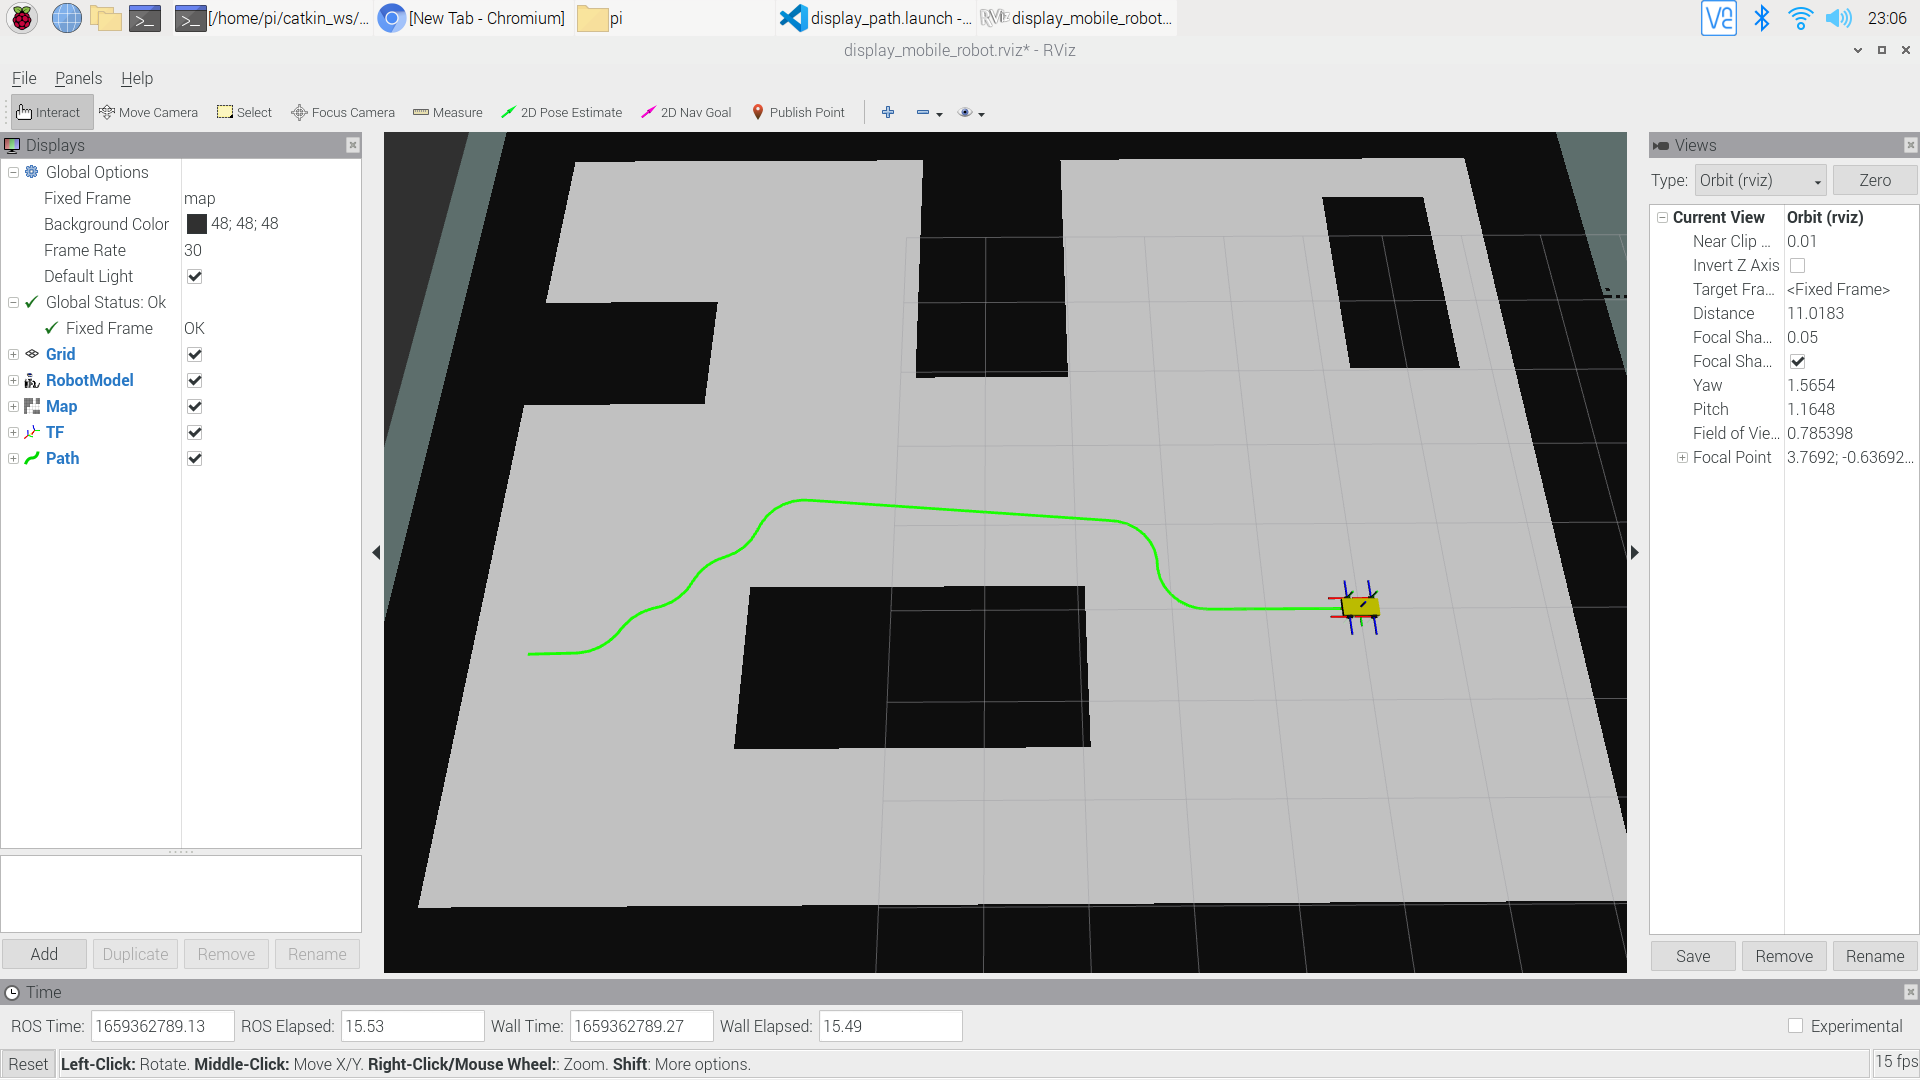 [/home/pi/catkin_ws/...
[New Tab - Chromium]
pi
display_path.launch -...
RViz
display_mobile_robot...
VC
23:06
display_mobile_robot.rviz* - RViz
File Panels Help
Interact
Move Camera
Select
Focus Camera
Measure
2D Pose Estimate
2D Nav Goal
Publish Point
Displays
Global Options
Fixed Frame map
Background Color 48; 48; 48
Frame Rate 30
Default Light
Global Status: Ok
Fixed Frame OK
Grid
RobotModel
Map
TF
Path
Add Duplicate Remove Rename
Views
Type: Orbit (rviz) Zero
Current View Orbit (rviz)
Near Clip ... 0.01
Invert Z Axis
Target Fra... <Fixed Frame>
Distance 11.0183
Focal Sha... 0.05
Focal Sha...
Yaw 1.5654
Pitch 1.1648
Field of Vie... 0.785398
Focal Point 3.7692; -0.63692...
Save Remove Rename
Time
ROS Time: 1659362789.13 ROS Elapsed: 15.53 Wall Time: 1659362789.27 Wall Elapsed: 15.49 Experimental
Reset Left-Click: Rotate. Middle-Click: Move X/Y. Right-Click/Mouse Wheel:: Zoom. Shift: More options. 15 fps